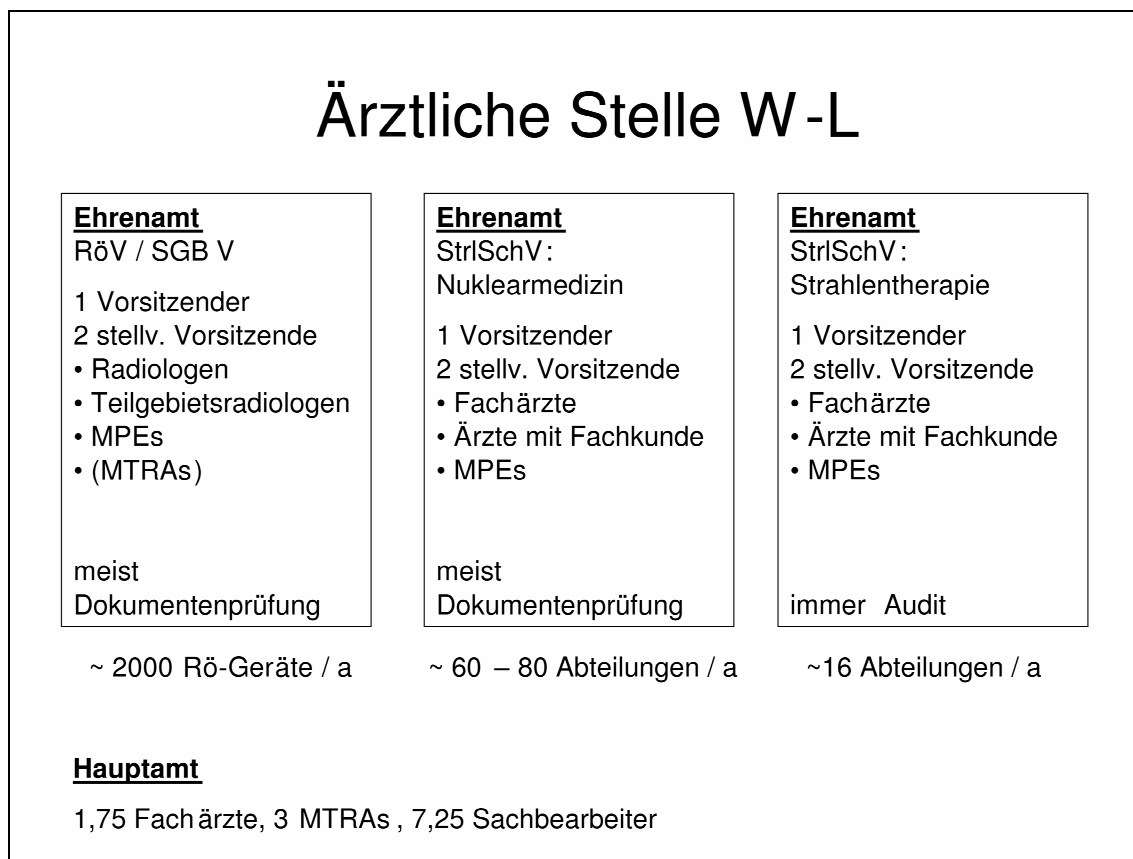 Ärztliche Stelle W-L
Ehrenamt
RöV / SGB V
1 Vorsitzender
2 stellv. Vorsitzende
• Radiologen
• Teilgebietsradiologen
• MPEs
• (MTRAs)
meist
Dokumentenprüfung
~ 2000 Rö-Geräte / a
Ehrenamt
StrlSchV:
Nuklearmedizin
1 Vorsitzender
2 stellv. Vorsitzende
• Fachärzte
• Ärzte mit Fachkunde
• MPEs
meist
Dokumentenprüfung
~ 60 – 80 Abteilungen / a
Ehrenamt
StrlSchV:
Strahlentherapie
1 Vorsitzender
2 stellv. Vorsitzende
• Fachärzte
• Ärzte mit Fachkunde
• MPEs
immer Audit
~16 Abteilungen / a
Hauptamt
1,75 Fachärzte, 3 MTRAs, 7,25 Sachbearbeiter